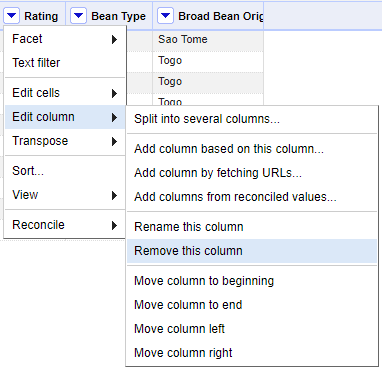 Rating Bean Type Broad Bean Orig
Facet
Text filter
Edit cells
Edit column
Transpose
Sort...
View
Reconcile
Sao Tome
Togo
Togo
Togo
Split into several columns...
Add column based on this column...
Add column by fetching URLs...
Add columns from reconciled values...
Rename this column
Remove this column
Move column to beginning
Move column to end
Move column left
Move column right